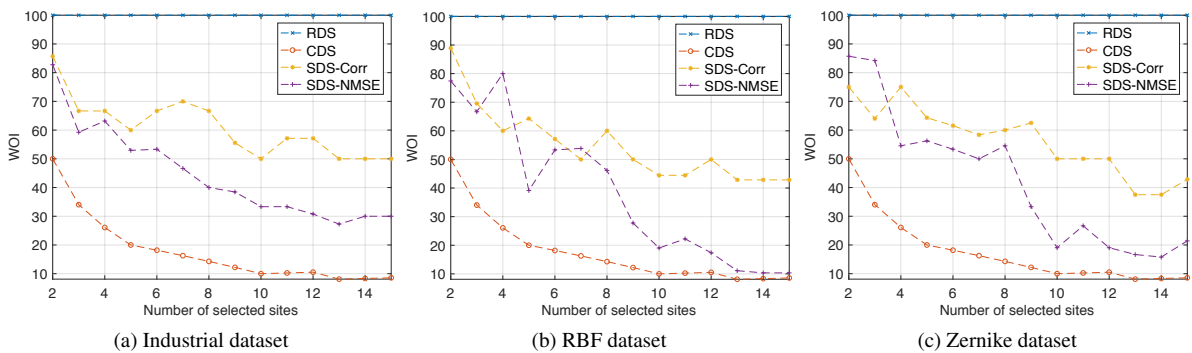 100
90
80
70
60
50
40
30
20
10
WOI
2
4
6
8
10
12
14
Number of selected sites
RDS
CDS
SDS-Corr
SDS-NMSE
(a) Industrial dataset
100
90
80
70
60
50
40
30
20
10
WOI
2
4
6
8
10
12
14
Number of selected sites
RDS
CDS
SDS-Corr
SDS-NMSE
(b) RBF dataset
100
90
80
70
60
50
40
30
20
10
WOI
2
4
6
8
10
12
14
Number of selected sites
RDS
CDS
SDS-Corr
SDS-NMSE
(c) Zernike dataset